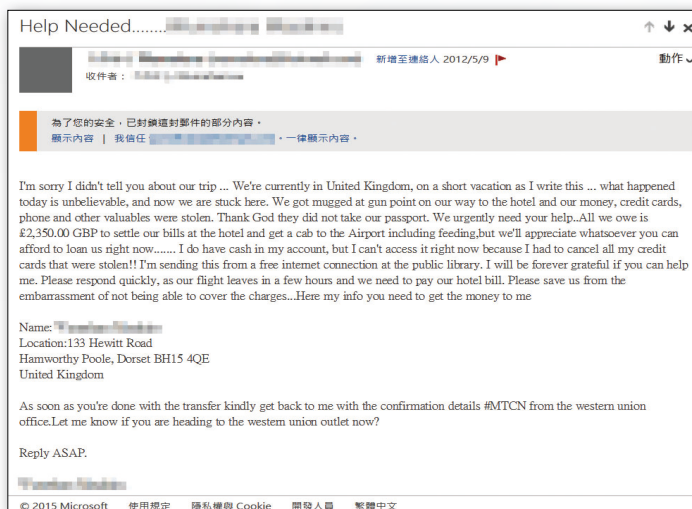 Help Needed........
新增至連絡人 2012/5/9
動作
收件者：
為了您的安全，已封鎖這封郵件的部分內容。
顯示內容 | 我信任 。一律顯示內容。
I'm sorry I didn't tell you about our trip ... We're currently in United Kingdom, on a short vacation as I write this ... what happened
today is unbelievable, and now we are stuck here. We got mugged at gun point on our way to the hotel and our money, credit cards,
phone and other valuables were stolen. Thank God they did not take our passport. We urgently need your help..All we owe is
£2,350.00 GBP to settle our bills at the hotel and get a cab to the Airport including feeding,but we'll appreciate whatsoever you can
afford to loan us right now....... I do have cash in my account, but I can't access it right now because I had to cancel all my credit
cards that were stolen!! I'm sending this from a free internet connection at the public library. I will be forever grateful if you can help
me. Please respond quickly, as our flight leaves in a few hours and we need to pay our hotel bill. Please save us from the
embarrassment of not being able to cover the charges...Here my info you need to get the money to me
Name:
Location:133 Hewitt Road
Hamworthy Poole, Dorset BH15 4QE
United Kingdom
As soon as you're done with the transfer kindly get back to me with the confirmation details #MTCN from the western union
office.Let me know if you are heading to the western union outlet now?
Reply ASAP.
© 2015 Microsoft 使用規定 隱私權與 Cookie 開發人員 繁體中文